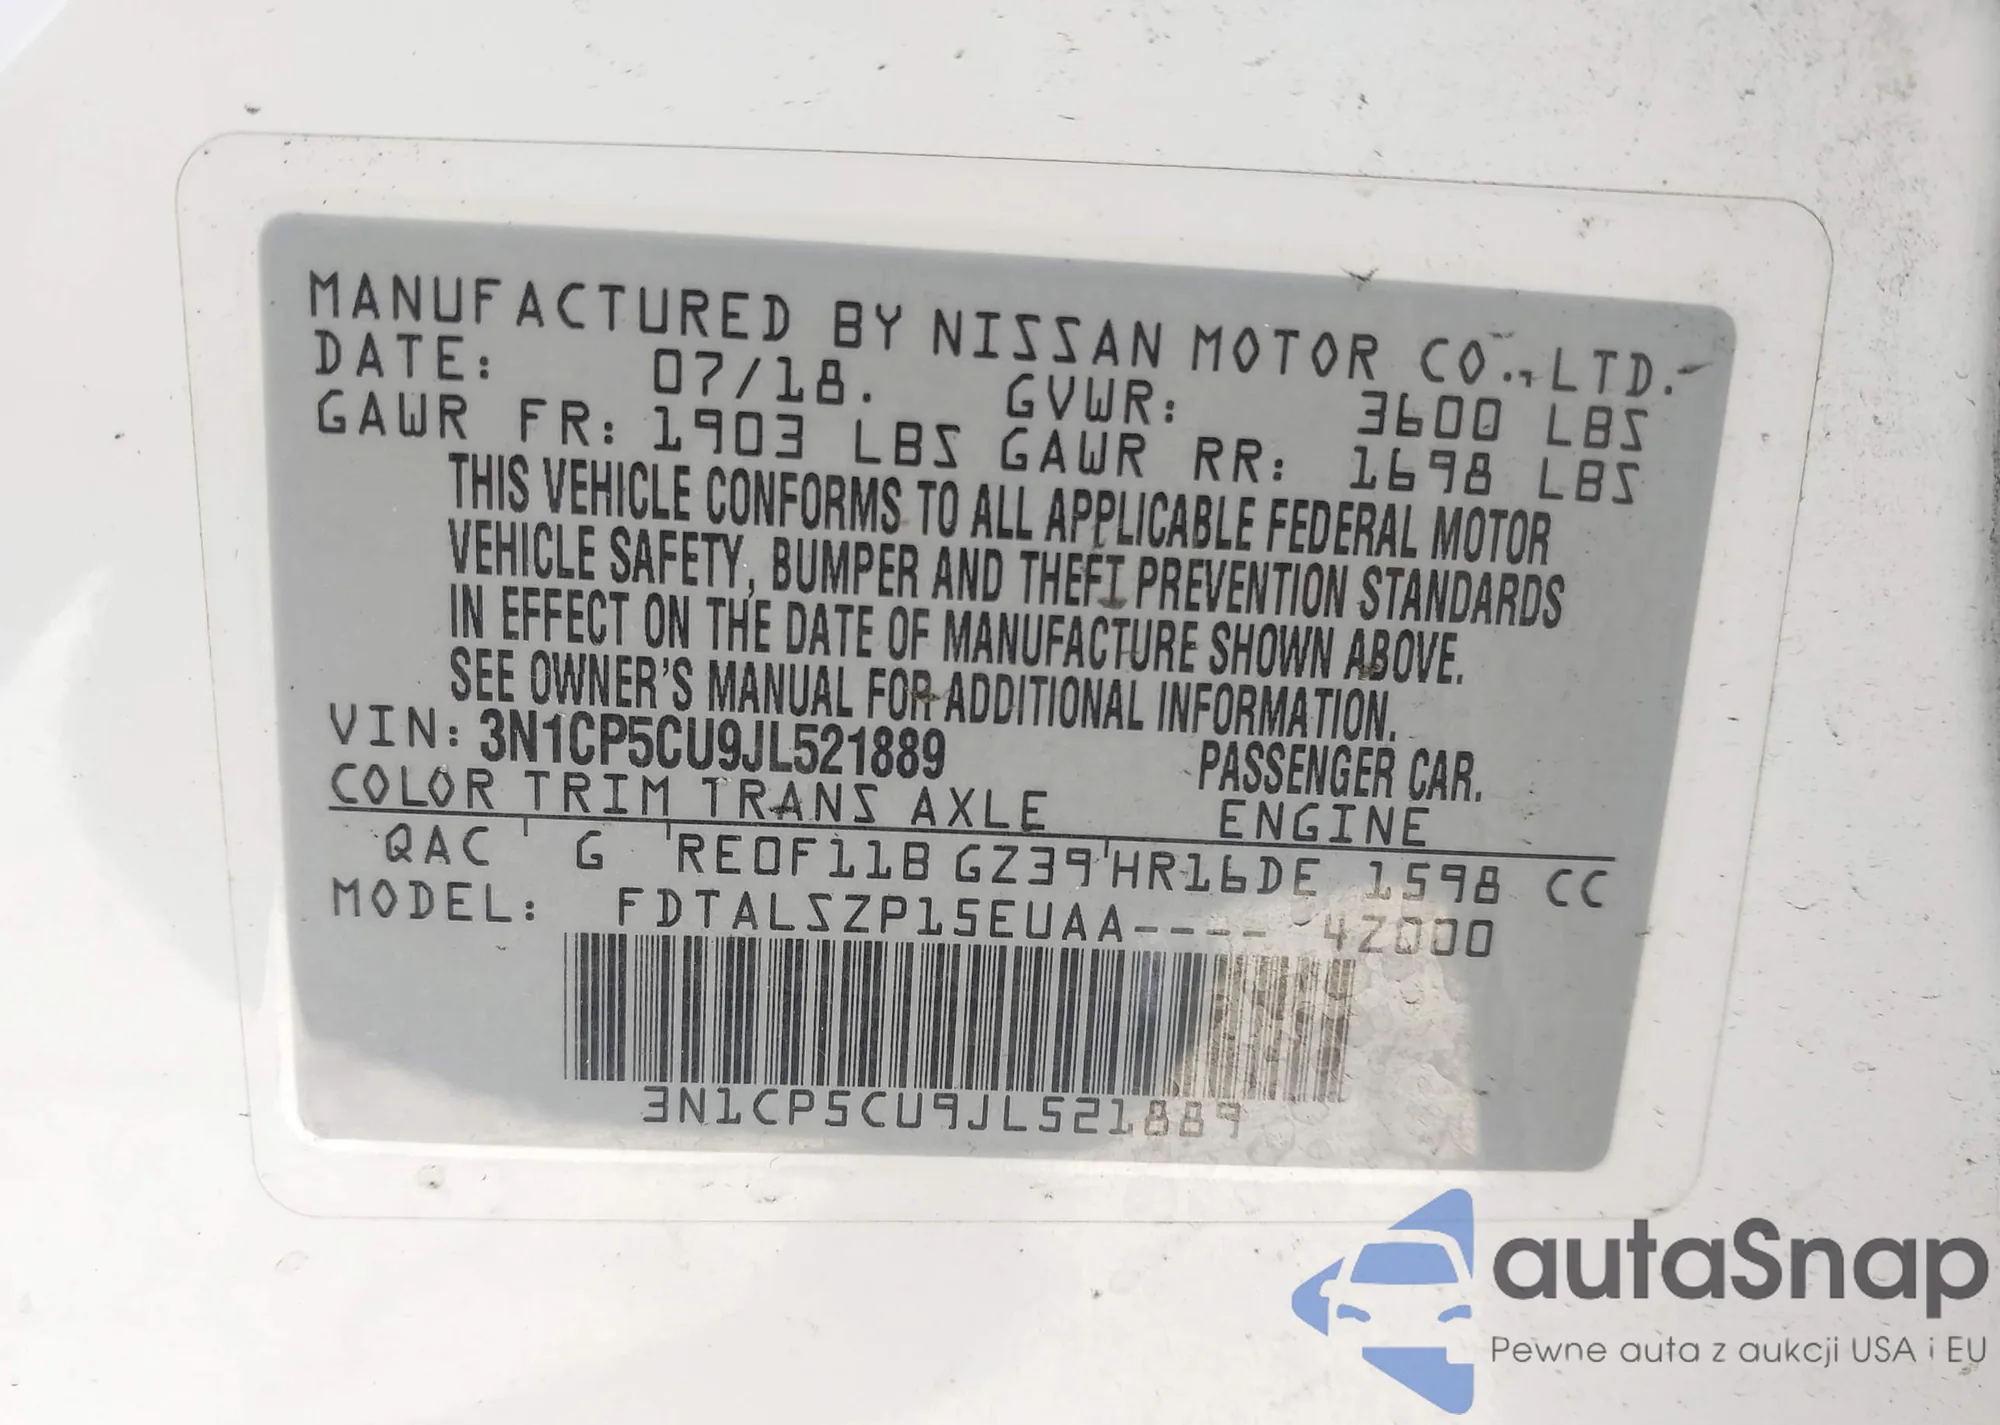 MANUFACTURED BY NISSAN MOTOR CO., LTD.
DATE: 07/18. GVWR: 3600 LBS
GAWR FR: 1903 LBS GAWR RR: 1698 LBS
THIS VEHICLE CONFORMS TO ALL APPLICABLE FEDERAL MOTOR
VEHICLE SAFETY, BUMPER AND THEFT PREVENTION STANDARDS
IN EFFECT ON THE DATE OF MANUFACTURE SHOWN ABOVE.
SEE OWNER'S MANUAL FOR ADDITIONAL INFORMATION.
VIN: 3N1CP5CU9JL521889 PASSENGER CAR.
COLOR TRIM TRANS AXLE ENGINE
QAC G RE0F11B GZ39 HR16DE 1598 CC
MODEL: FDTALSZP15EUAA---- 4Z000
3N1CP5CU9JL521889
autaSnap
Pewne auta z aukcji USA i EU